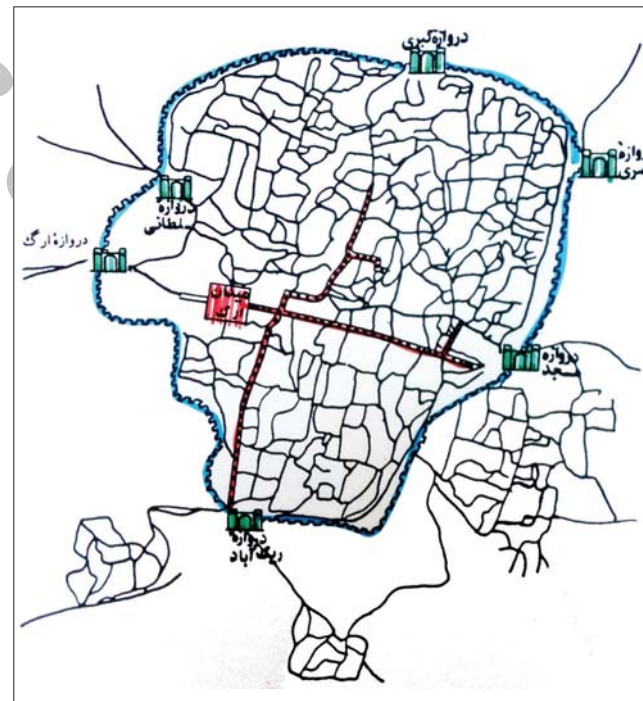 دروازهٔ گبری
دروازهٔ
سلطانی
دروازهٔ ارگ
میدان
ارگ
دروازهٔ
مسجد
دروازهٔ
ریگ‌آباد